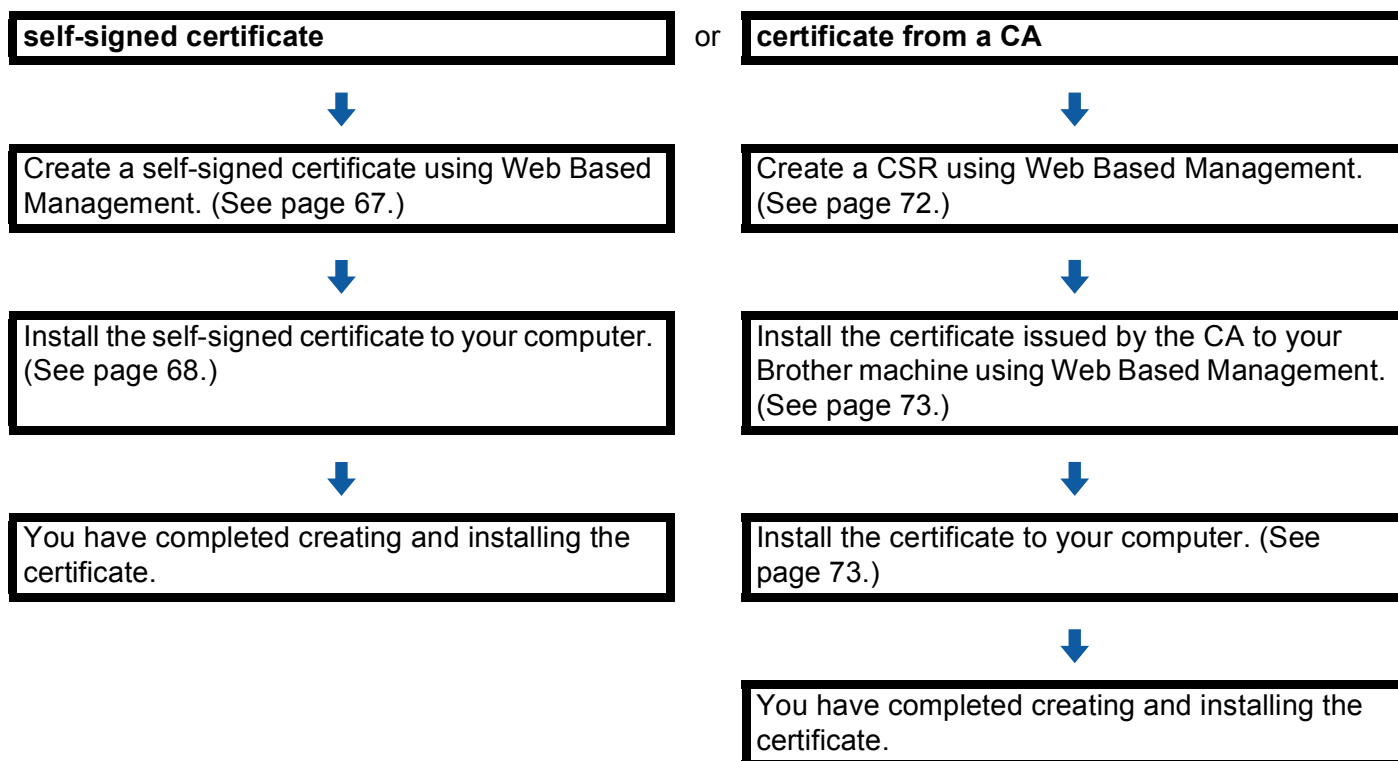 self-signed certificate
or
certificate from a CA
Create a self-signed certificate using Web Based
Management. (See page 67.)
Create a CSR using Web Based Management.
(See page 72.)
Install the self-signed certificate to your computer.
(See page 68.)
Install the certificate issued by the CA to your
Brother machine using Web Based Management.
(See page 73.)
You have completed creating and installing the
certificate.
Install the certificate to your computer. (See
page 73.)
You have completed creating and installing the
certificate.